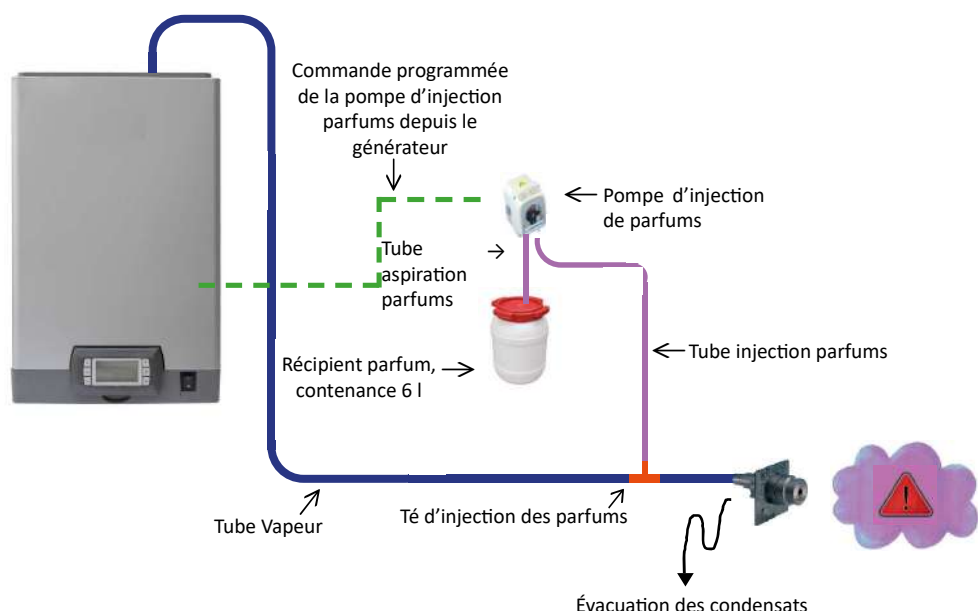 Commande programmée
de la pompe d’injection
parfums depuis le
générateur
Pompe d’injection
de parfums
Tube
aspiration
parfums
Récipient parfum,
contenance 6 l
Tube injection parfums
Tube Vapeur
Té d’injection des parfums
Évacuation des condensats